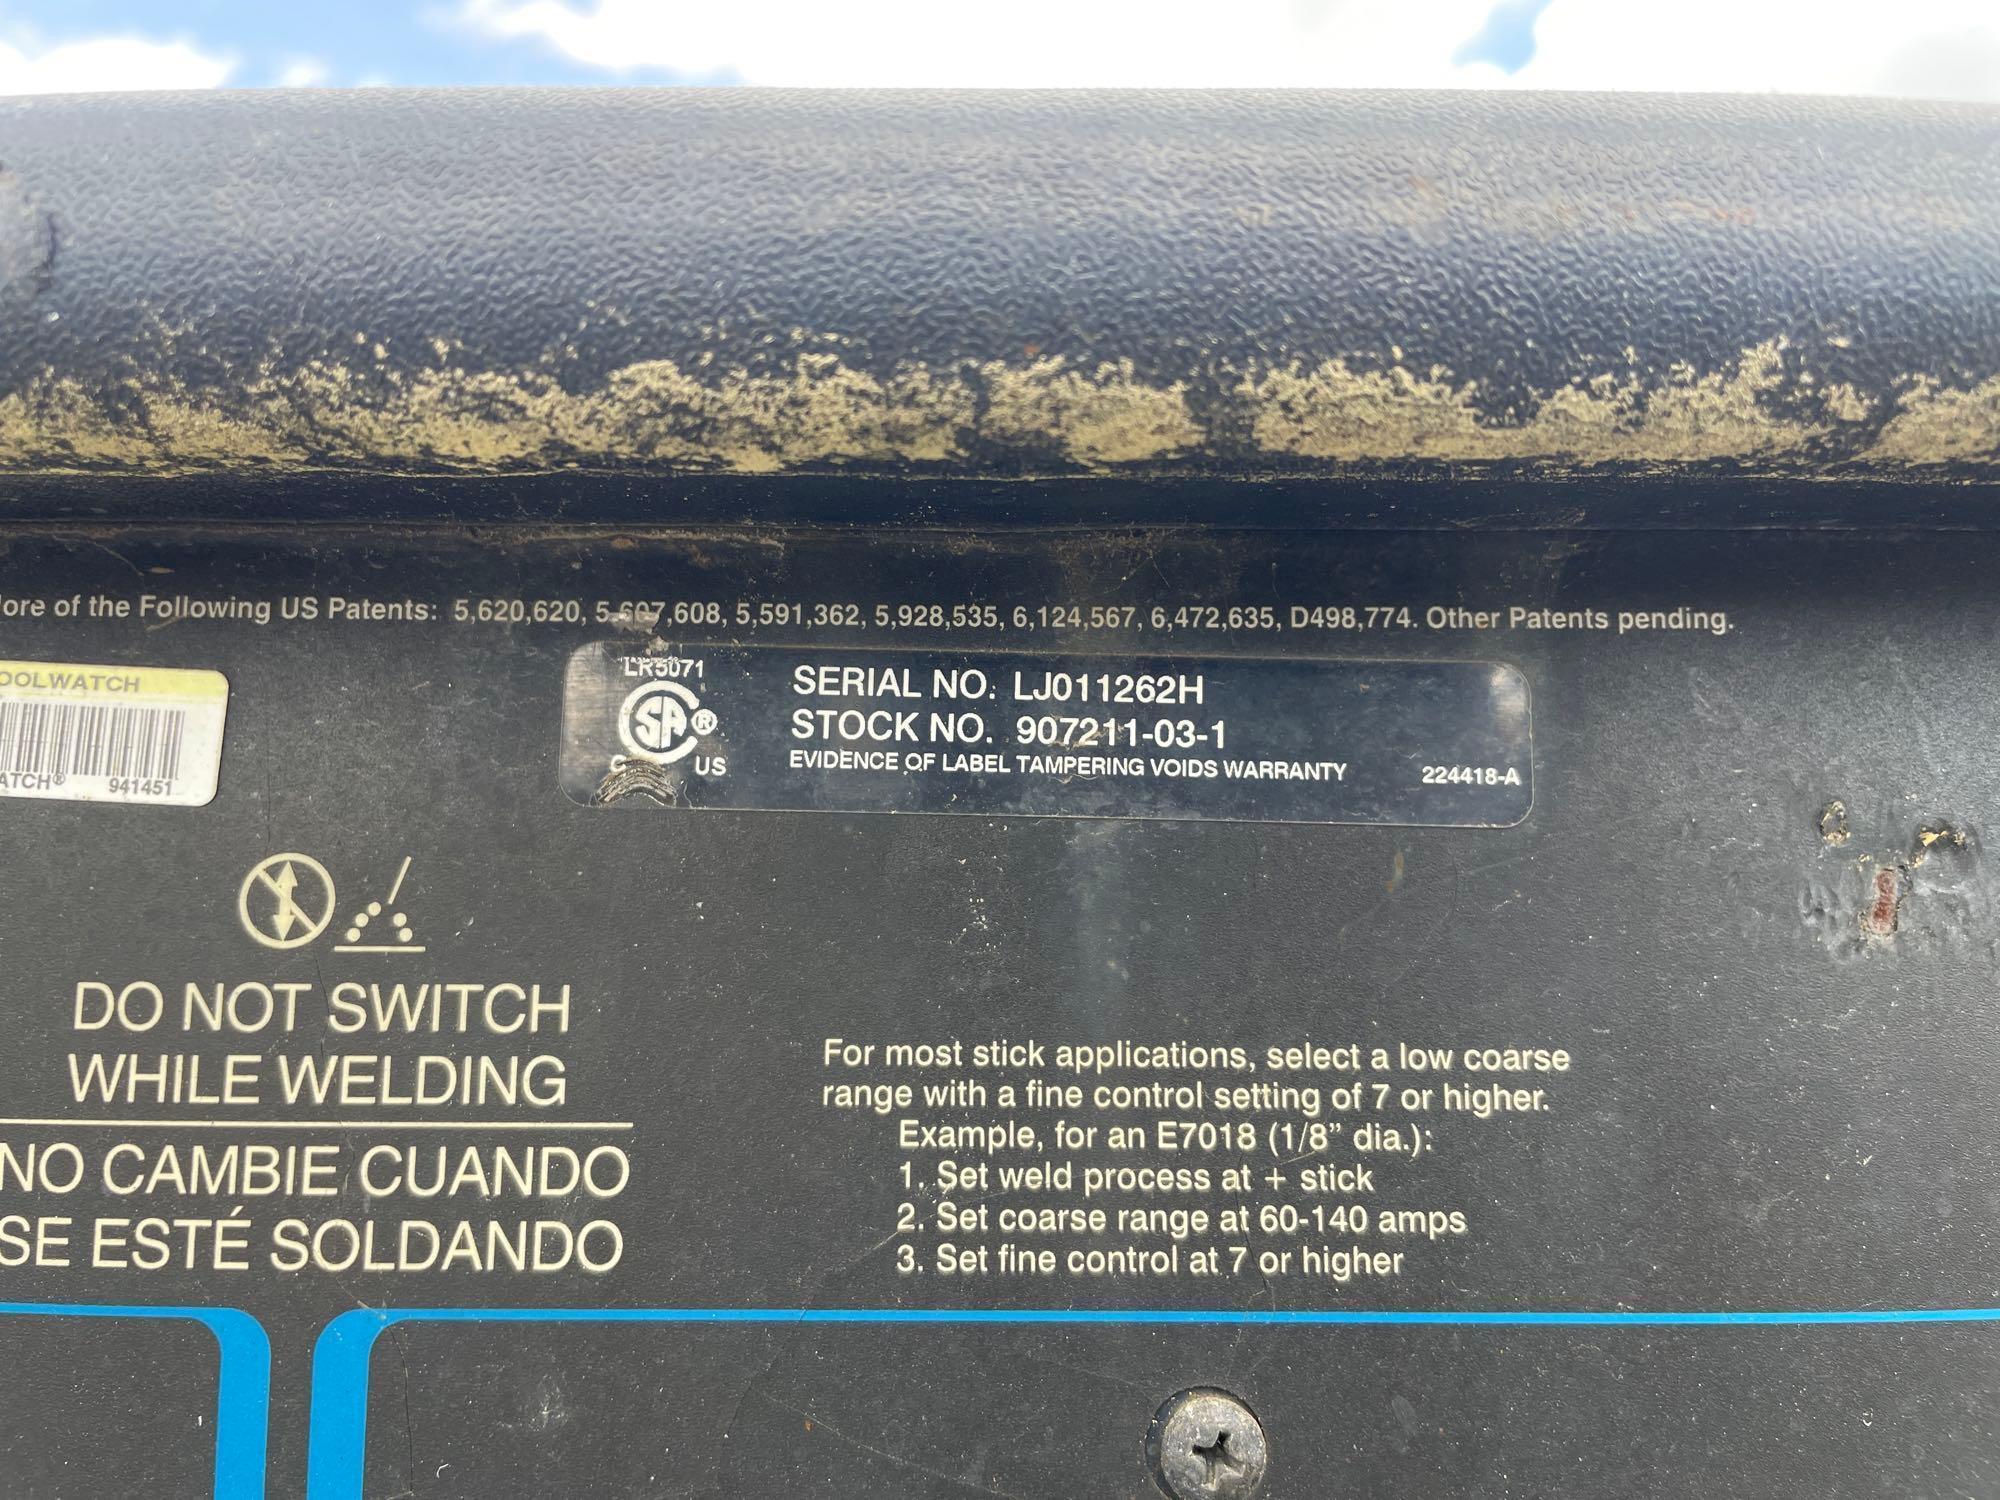 ore of the Following US Patents: 5,620,620, 5,607,608, 5,591,362, 5,928,535, 6,124,567, 6,472,635, D498,774. Other Patents pending.
OOLWATCH
ATCH® 941451
LR5071
SA®
C US
SERIAL NO. LJ011262H
STOCK NO. 907211-03-1
EVIDENCE OF LABEL TAMPERING VOIDS WARRANTY 224418-A
DO NOT SWITCH
WHILE WELDING
NO CAMBIE CUANDO
SE ESTÉ SOLDANDO
For most stick applications, select a low coarse
range with a fine control setting of 7 or higher.
Example, for an E7018 (1/8” dia.):
1. Set weld process at + stick
2. Set coarse range at 60-140 amps
3. Set fine control at 7 or higher